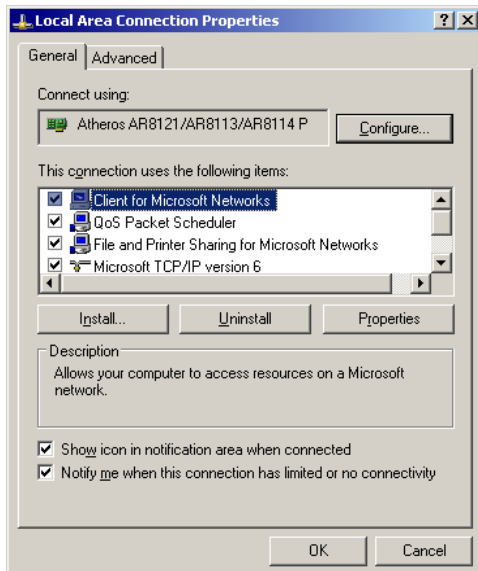 Local Area Connection Properties
General
Advanced
Connect using:
Atheros AR8121/AR8113/AR8114 P
Configure...
This connection uses the following items:
Client for Microsoft Networks
QoS Packet Scheduler
File and Printer Sharing for Microsoft Networks
Microsoft TCP/IP version 6
Install...
Uninstall
Properties
Description
Allows your computer to access resources on a Microsoft
network.
Show icon in notification area when connected
Notify me when this connection has limited or no connectivity
OK
Cancel